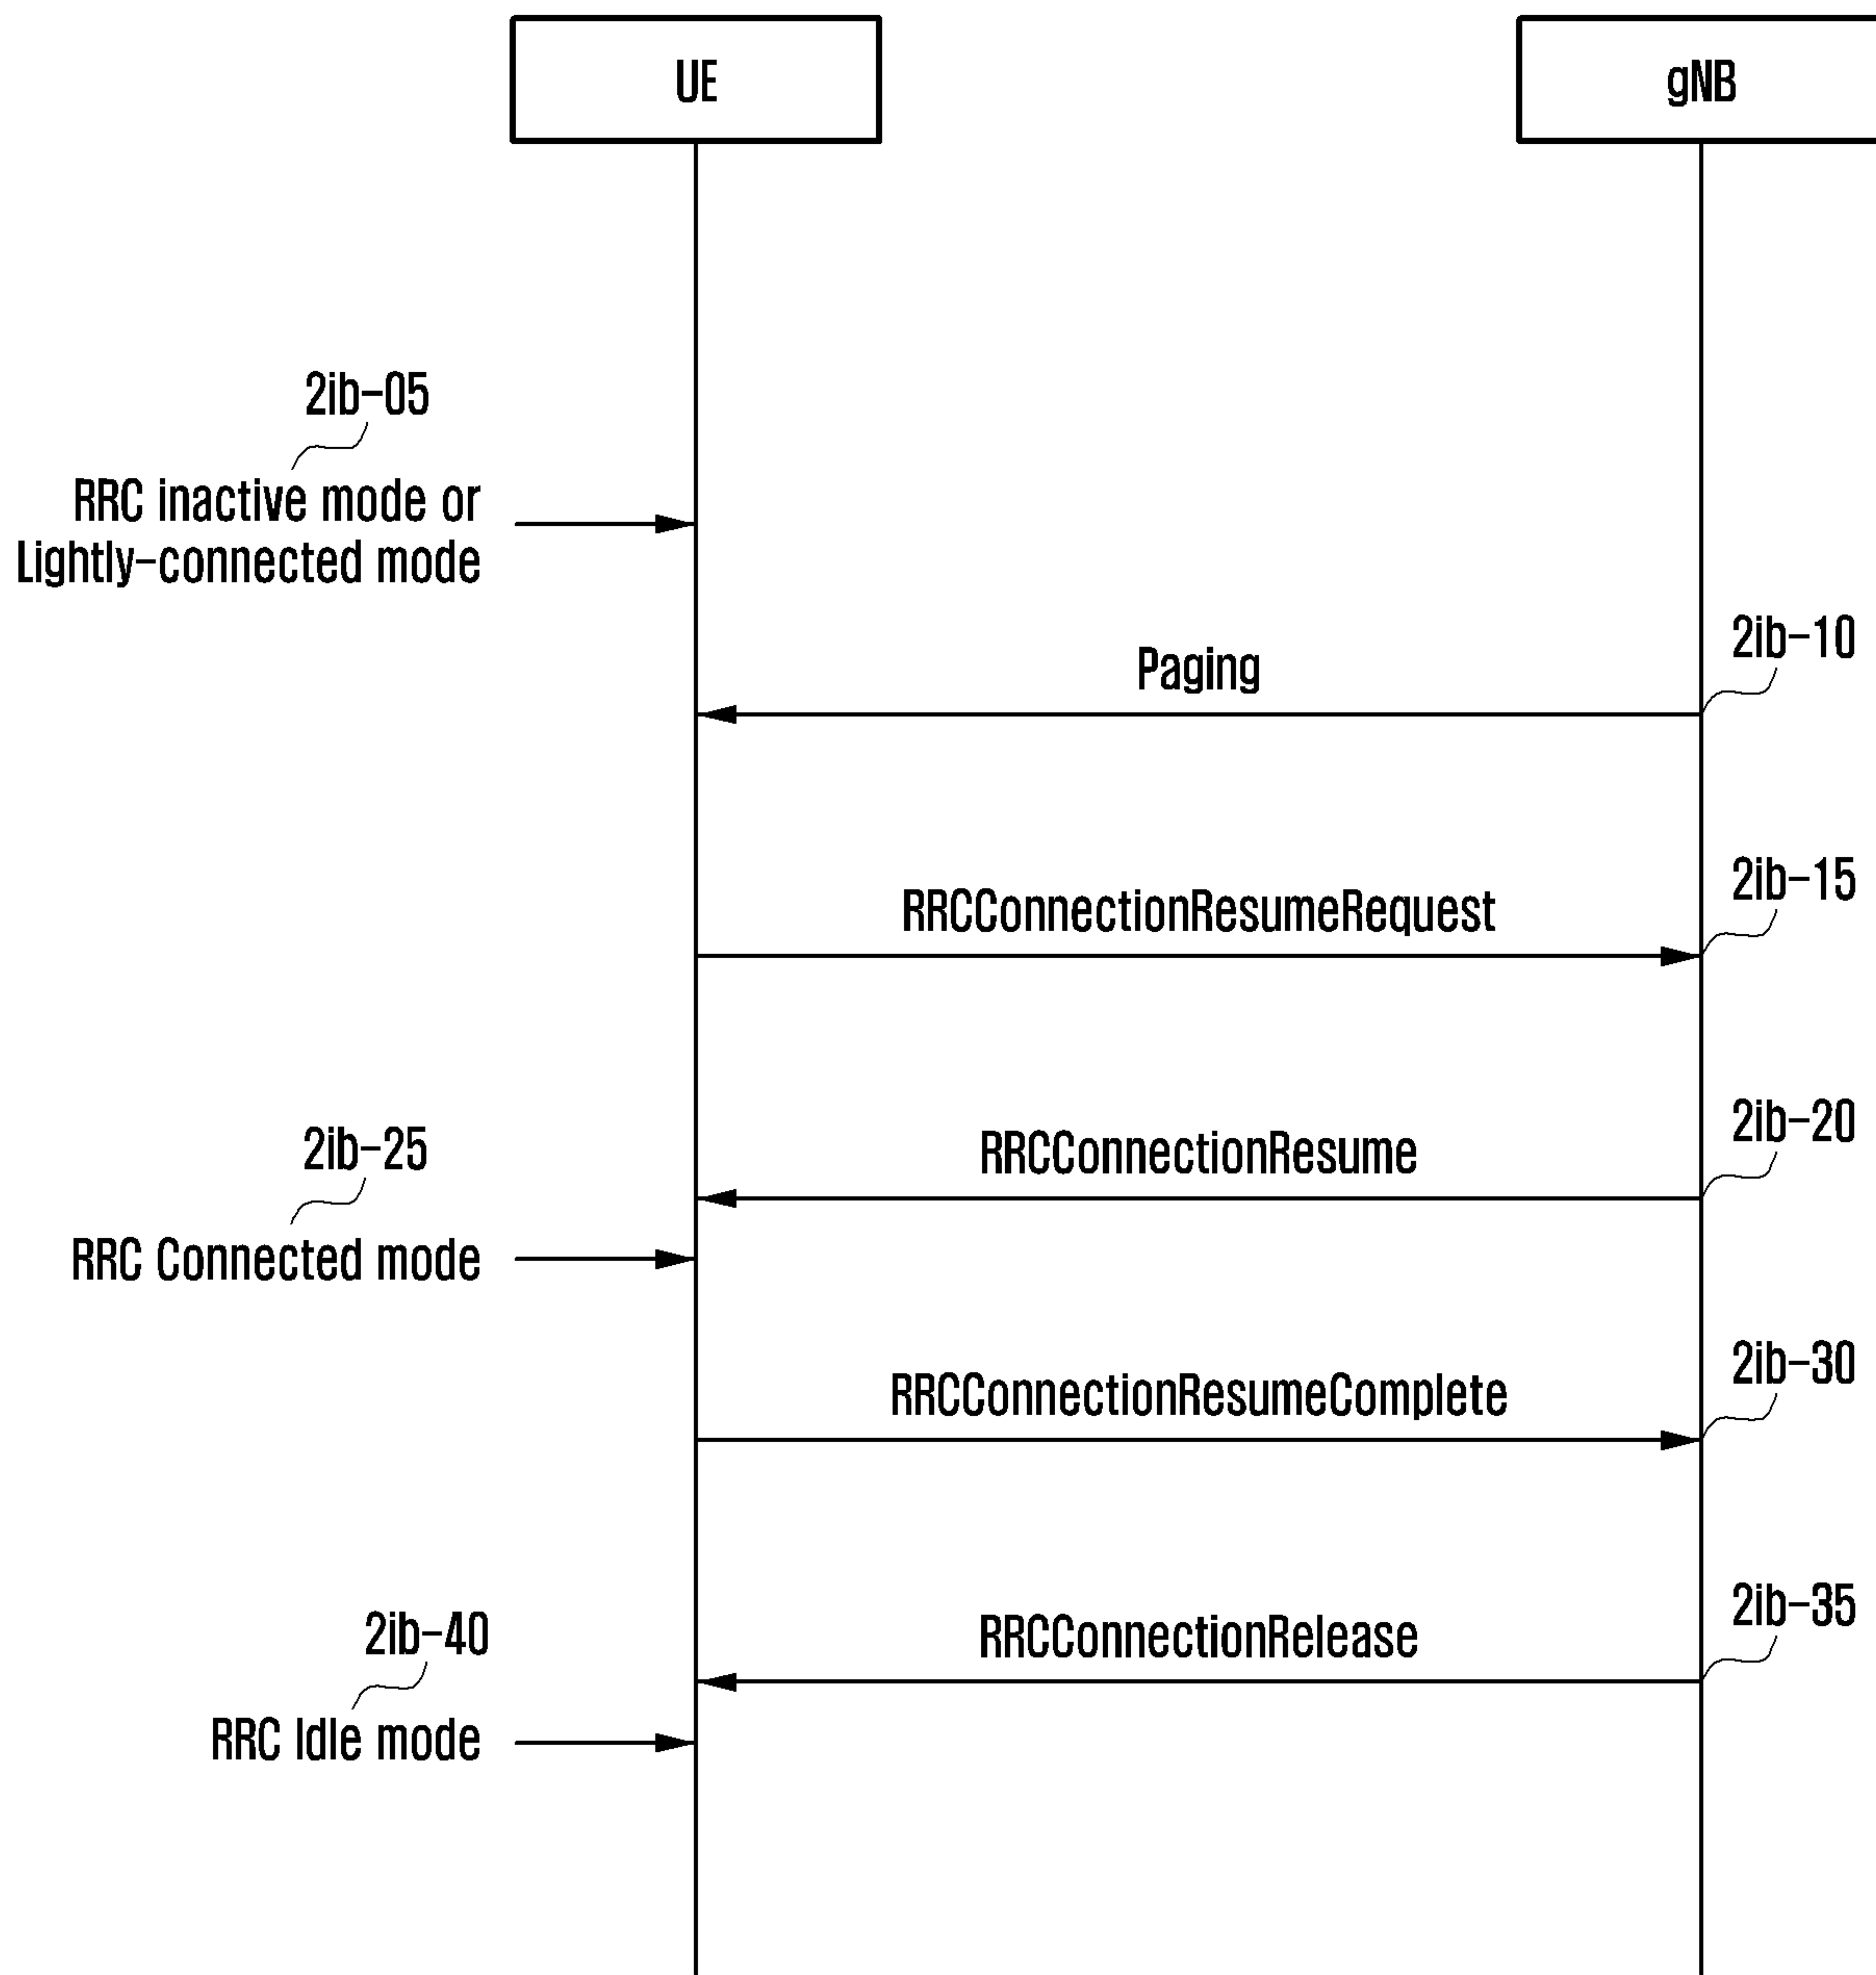 UE
gNB
2ib-05
RRC inactive mode or
Lightly-connected mode
2ib-10
Paging
2ib-15
RRCConnectionResumeRequest
2ib-20
RRCConnectionResume
2ib-25
RRC Connected mode
2ib-30
RRCConnectionResumeComplete
2ib-35
RRCConnectionRelease
2ib-40
RRC Idle mode